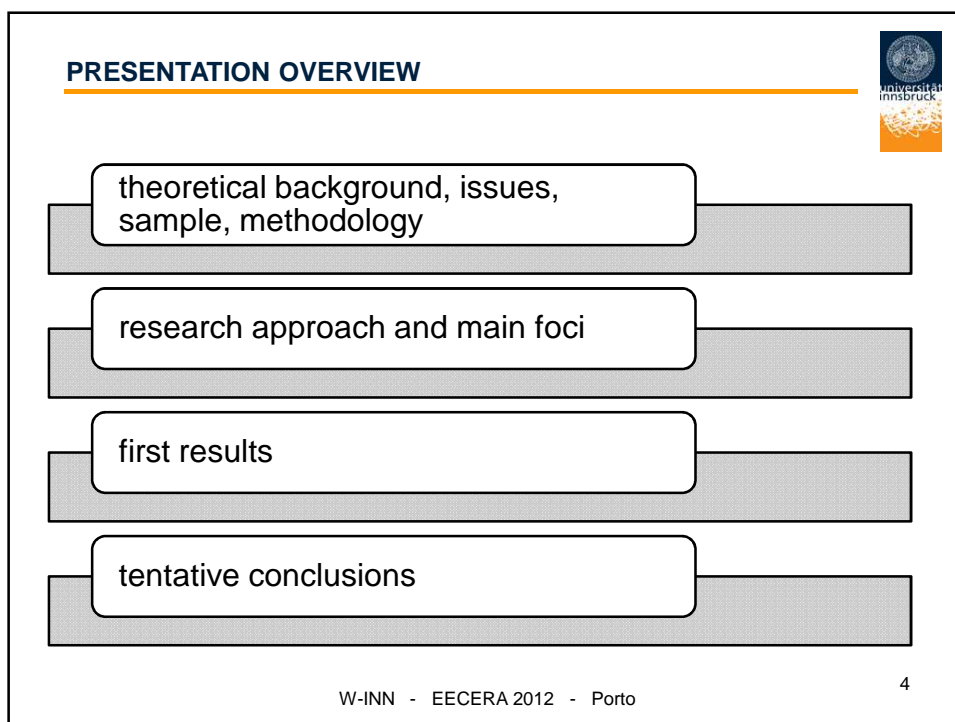 PRESENTATION OVERVIEW
universität
innsbruck
theoretical background, issues,
sample, methodology
research approach and main foci
first results
tentative conclusions
W-INN - EECERA 2012 - Porto
4